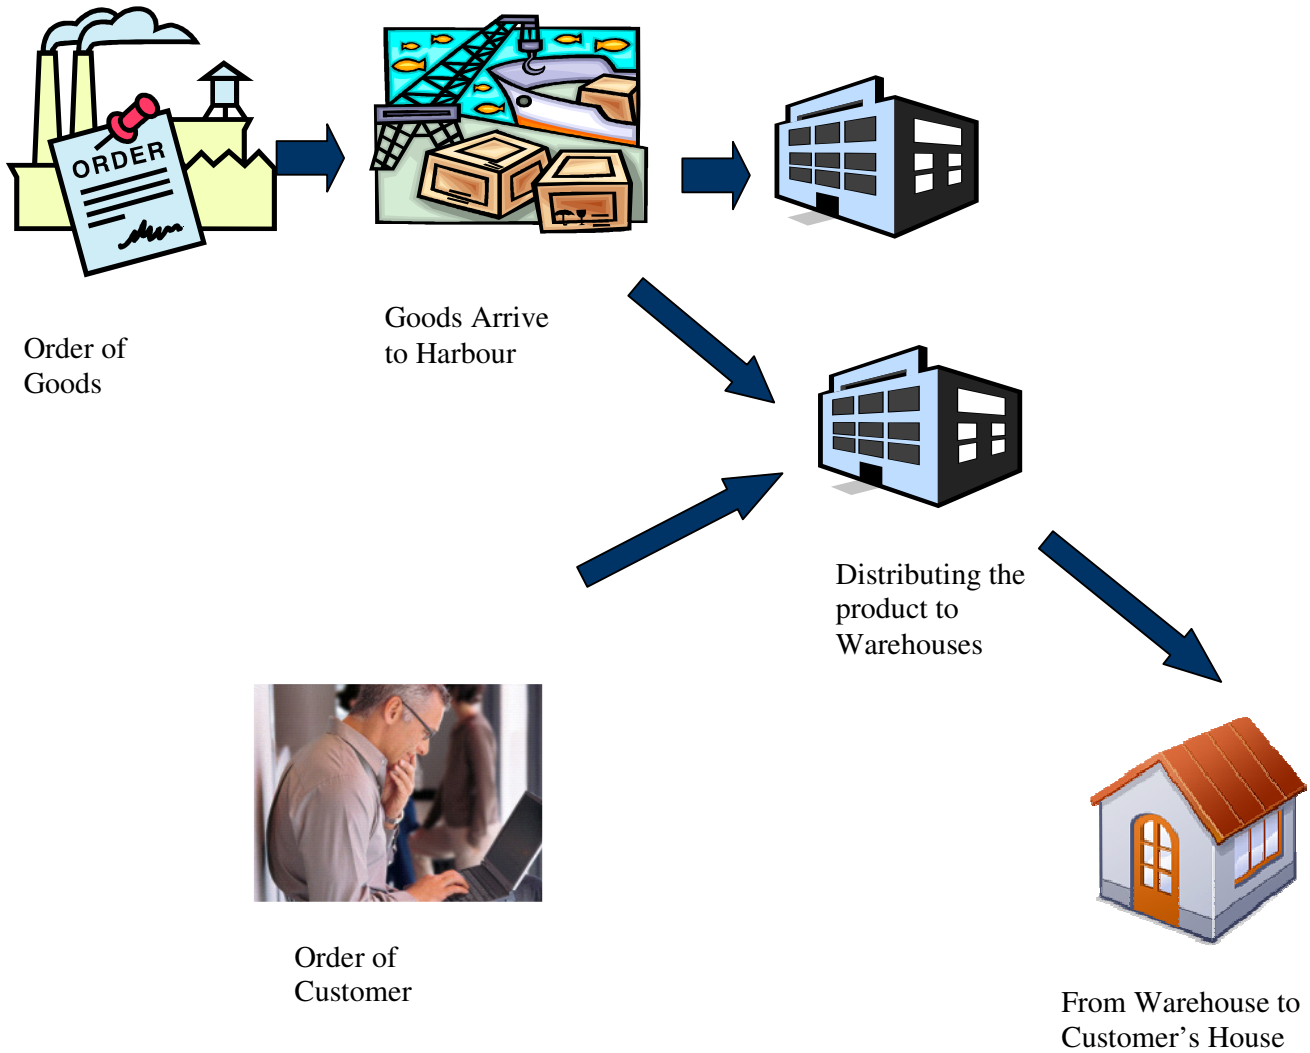 ORDER
Order of
Goods
Goods Arrive
to Harbour
Distributing the
product to
Warehouses
Order of
Customer
From Warehouse to
Customer’s House